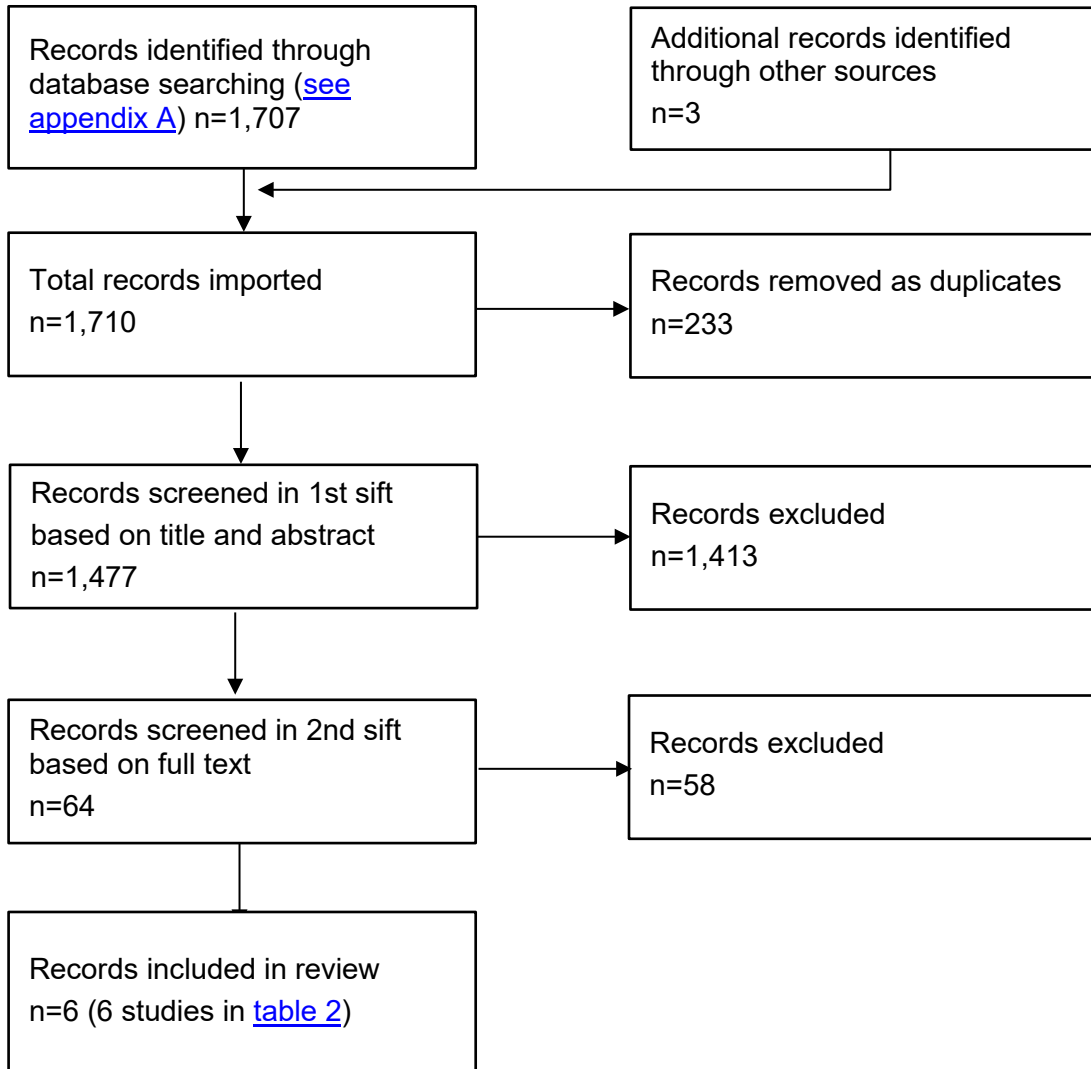 Records identified through
database searching (see
appendix A) n=1,707
Additional records identified
through other sources
n=3
Total records imported
n=1,710
Records removed as duplicates
n=233
Records screened in 1st sift
based on title and abstract
n=1,477
Records excluded
n=1,413
Records screened in 2nd sift
based on full text
n=64
Records excluded
n=58
Records included in review
n=6 (6 studies in table 2)